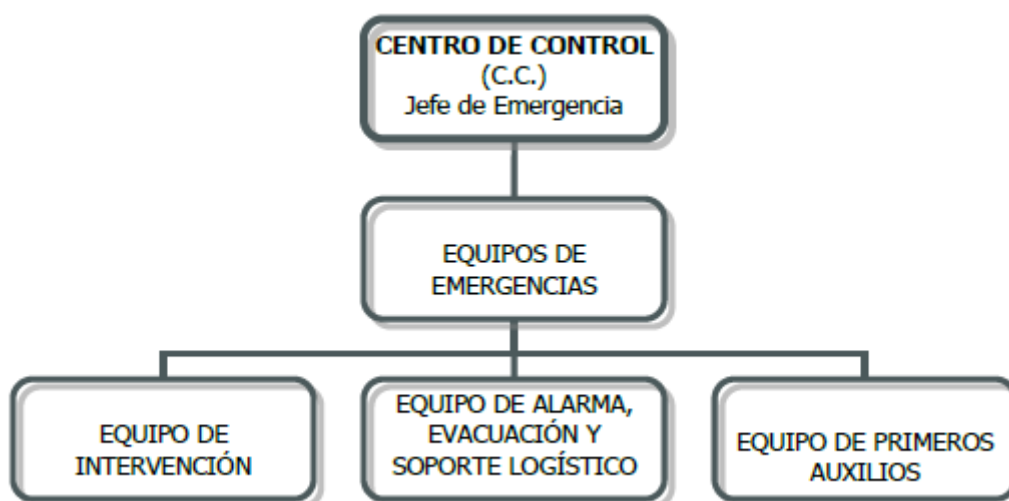 CENTRO DE CONTROL
(C.C.)
Jefe de Emergencia
EQUIPOS DE
EMERGENCIAS
EQUIPO DE
INTERVENCIÓN
EQUIPO DE ALARMA,
EVACUACIÓN Y
SOPORTE LOGÍSTICO
EQUIPO DE PRIMEROS
AUXILIOS